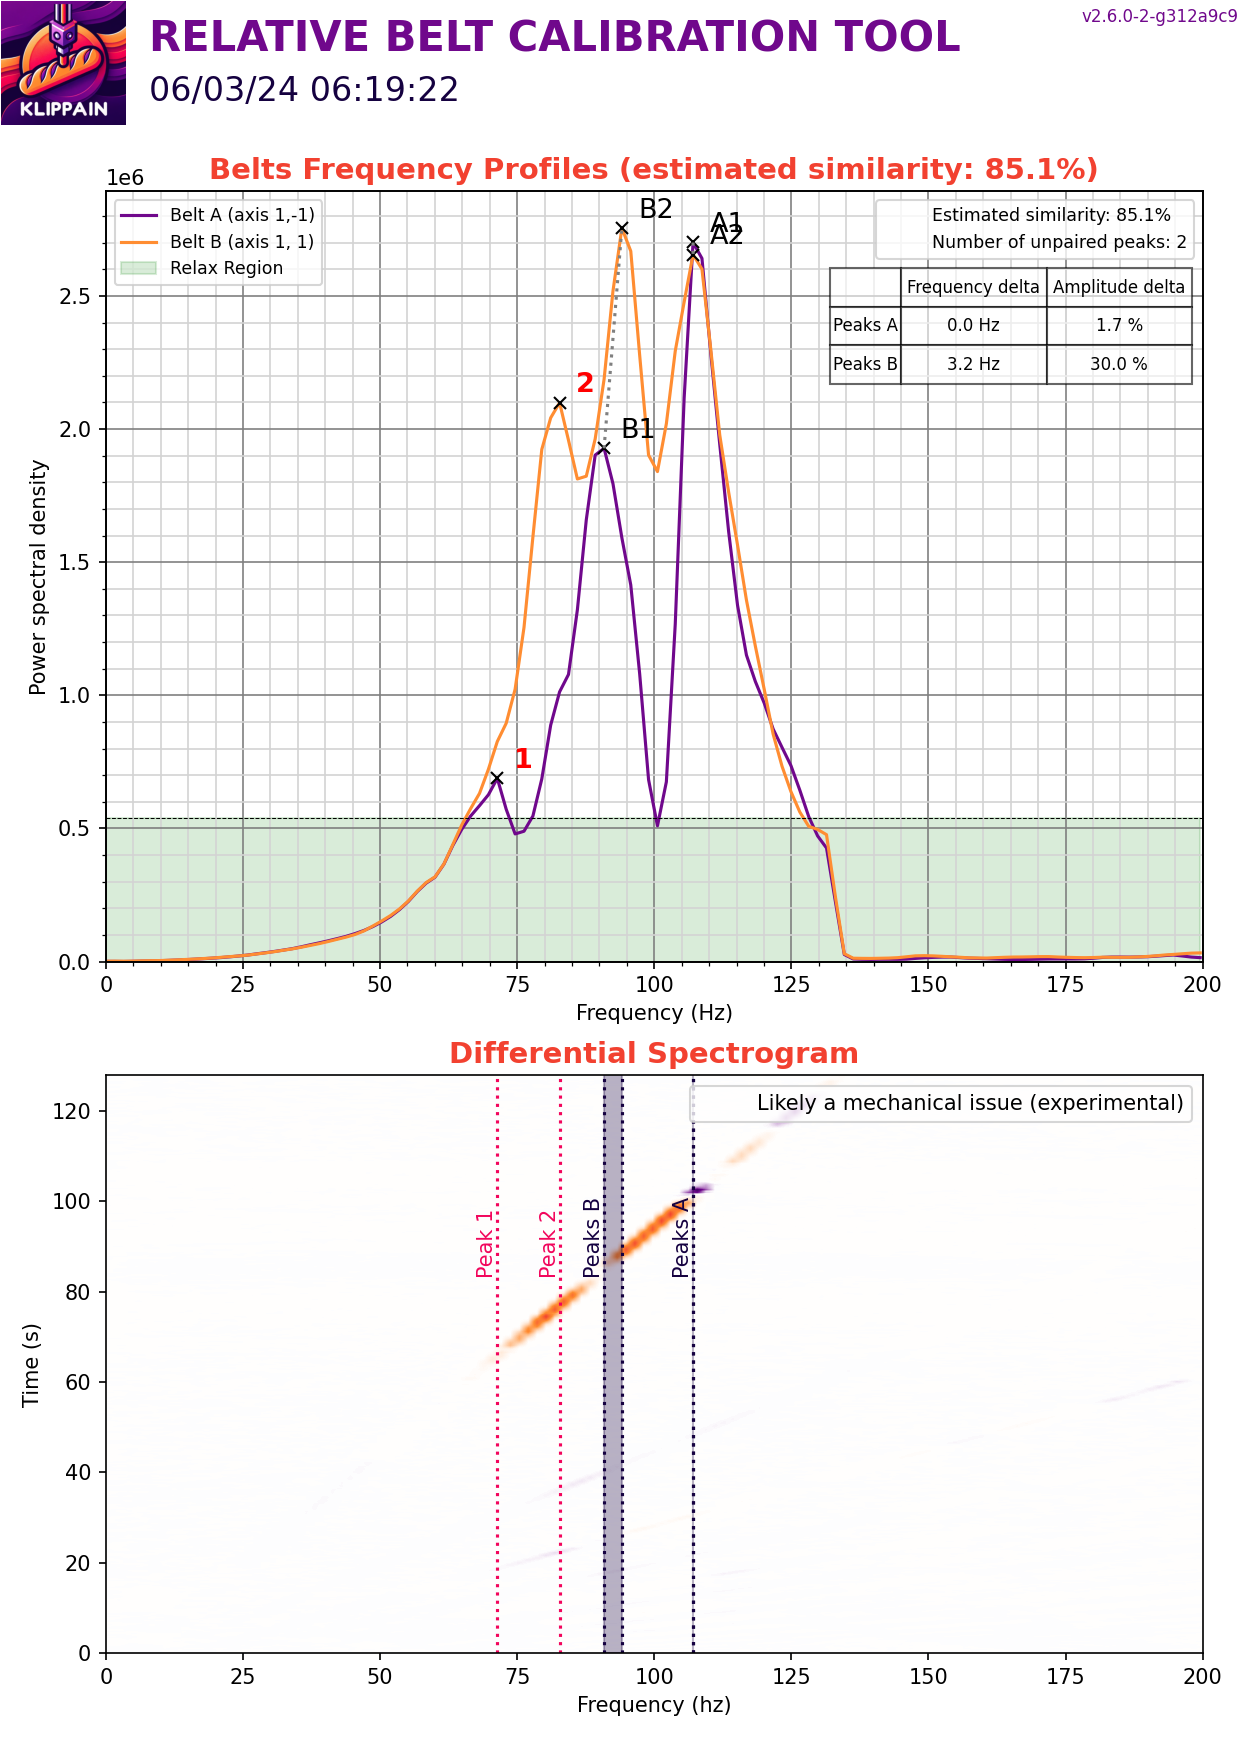 KLIPPAIN
RELATIVE BELT CALIBRATION TOOL
v2.6.0-2-g312a9c9
06/03/24 06:19:22
Belts Frequency Profiles (estimated similarity: 85.1%)
1e6
Belt A (axis 1,-1)
Belt B (axis 1, 1)
Relax Region
Estimated similarity: 85.1%
Number of unpaired peaks: 2
Frequency delta Amplitude delta
Peaks A 0.0 Hz 1.7 %
Peaks B 3.2 Hz 30.0 %
B2
A1
A2
2
B1
1
Power spectral density
2.5
2.0
1.5
1.0
0.5
0.0
0 25 50 75 100 125 150 175 200
Frequency (Hz)
Differential Spectrogram
Likely a mechanical issue (experimental)
Peak 1
Peak 2
Peaks B
Peaks A
Time (s)
120
100
80
60
40
20
0
0 25 50 75 100 125 150 175 200
Frequency (hz)